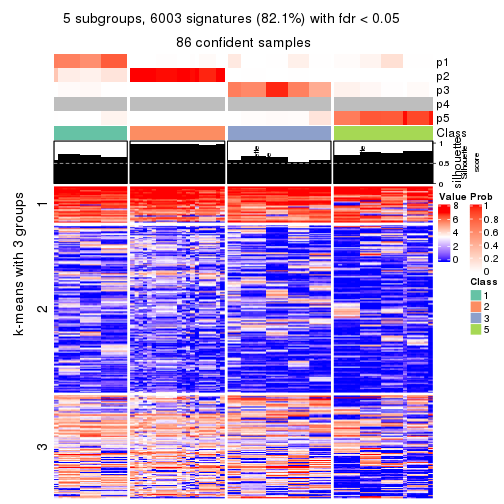 5 subgroups, 6003 signatures (82.1%) with fdr < 0.05
86 confident samples
p1
p2
p3
p4
p5
Class
1
0.5
0
silhouette
Silhouette
score
k-means with 3 groups
1
2
3
Value
8
6
4
2
0
Prob
1
0.8
0.6
0.4
0.2
0
Class
1
2
3
5